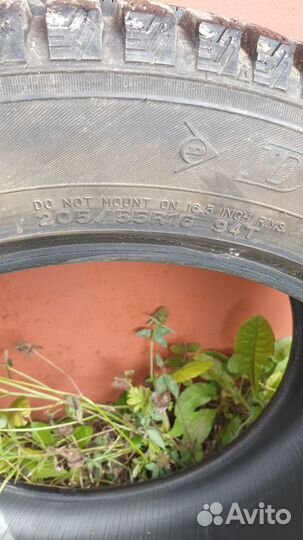 D
DO NOT MOUNT ON 16.5 INCH RIMS
205/55R16 94T
Avito